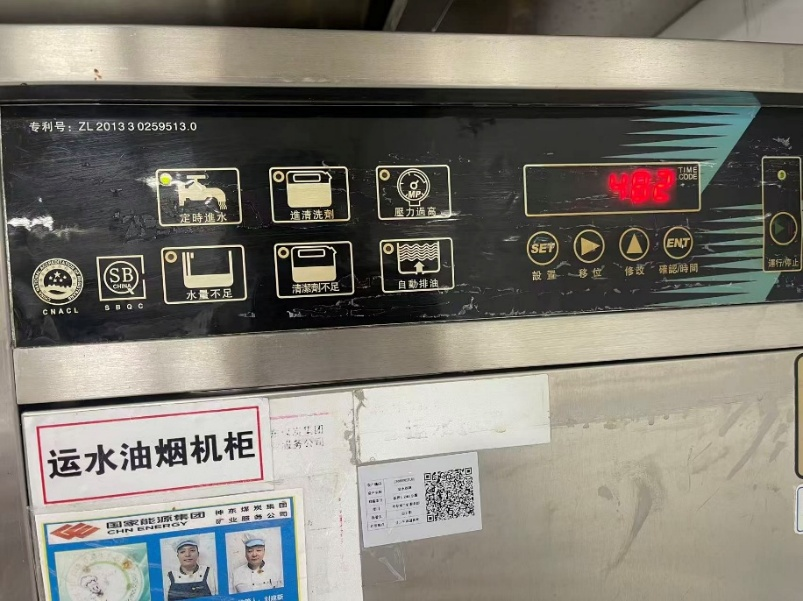 专利号：ZL 2013 3 0259513.0
定時進水
進清洗劑
MP
壓力過高
482
TIME
CODE
SET
ENT
設置
移位
修改
確認/時間
運行/停止
CNACL
SB
CHINA
SBQC
水量不足
清潔劑不足
自動排油
运水油烟机柜
国家能源集团
CHN ENERGY
神东煤炭集团
矿业服务公司